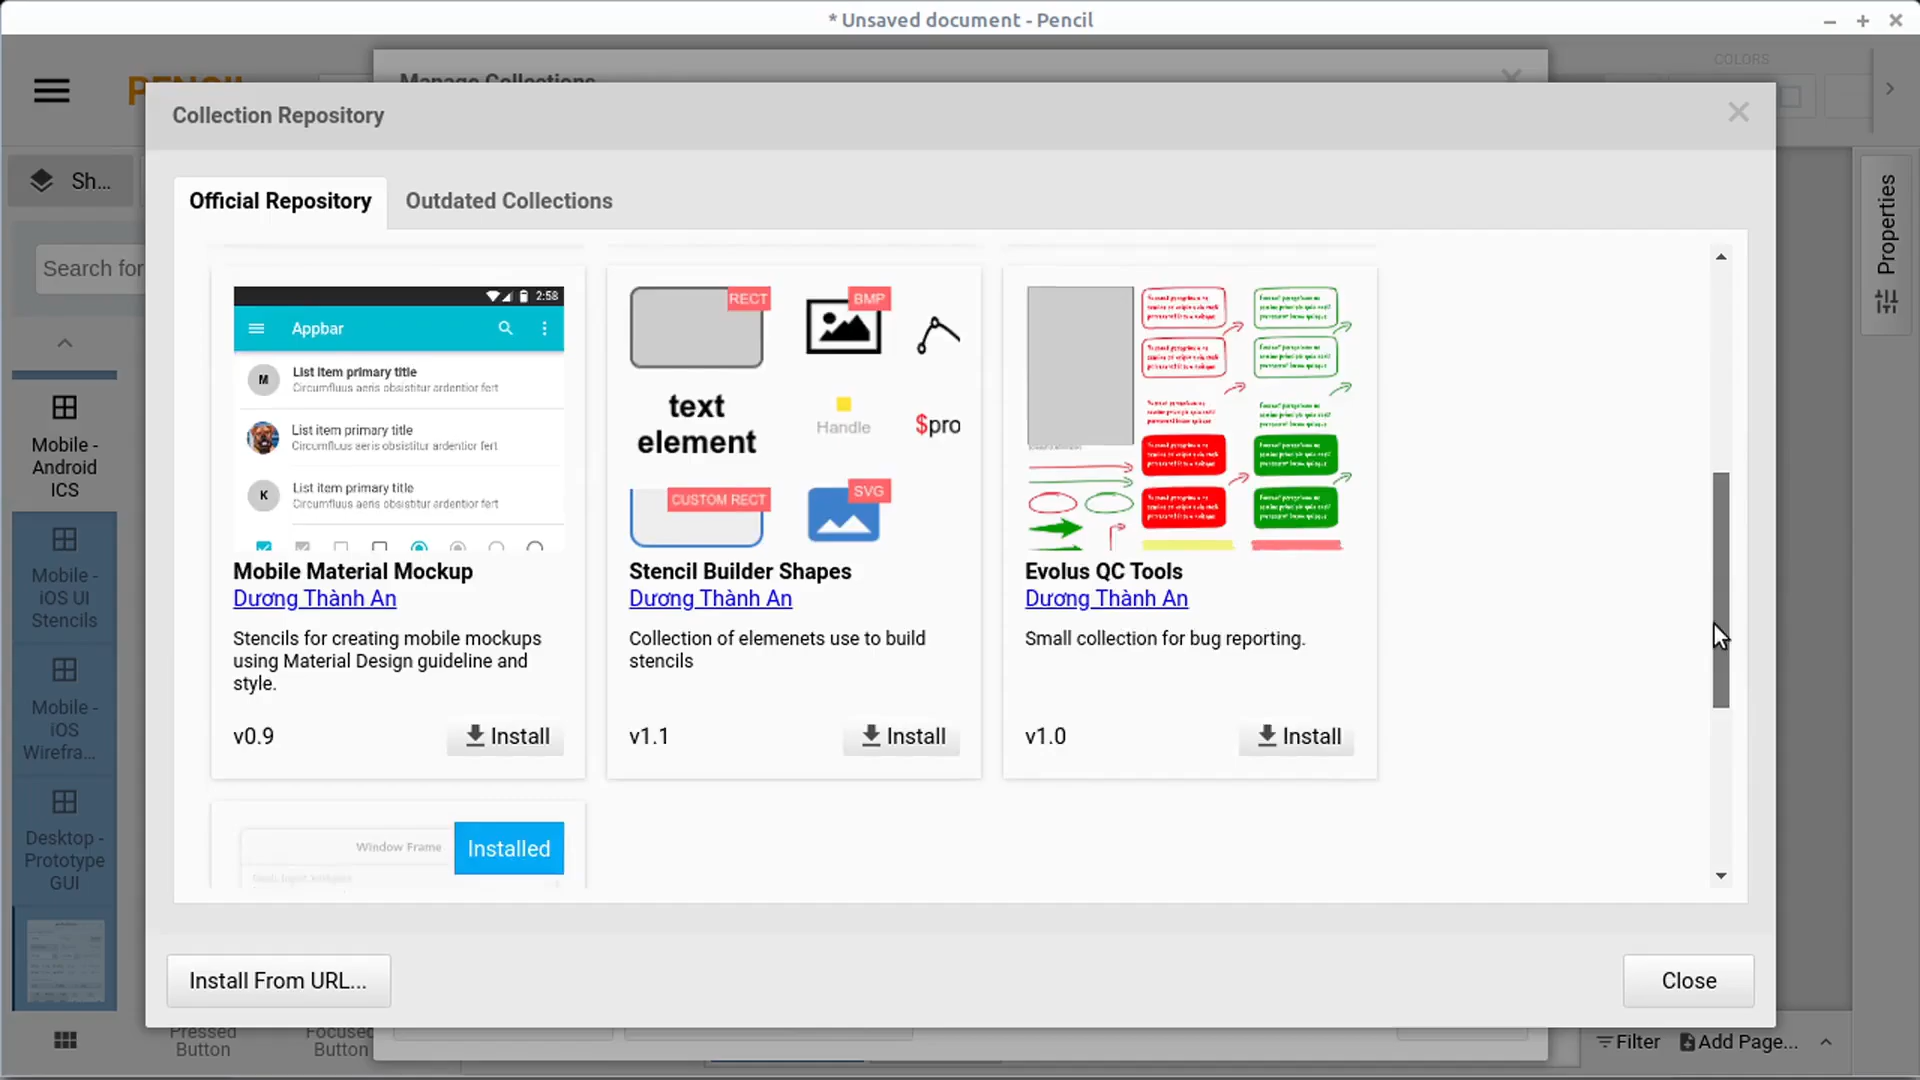 * Unsaved document - Pencil
Manage Collections
COLORS
Collection Repository
Sh...
Official Repository
Outdated Collections
Properties
Search for
2:58
Appbar
M
List item primary title
Circumfluus aeris obsistitur ardentior fert
List item primary title
Circumfluus aeris obsistitur ardentior fert
K
List item primary title
Circumfluus aeris obsistitur ardentior fert
RECT
BMP
text
element
Handle
$pro
CUSTOM RECT
SVG
Mobile -
Android
ICS
Mobile -
iOS UI
Stencils
Mobile -
iOS
Wirefra...
Desktop -
Prototype
GUI
Mobile Material Mockup
Dương Thành An
Stencils for creating mobile mockups
using Material Design guideline and
style.
v0.9
Install
Stencil Builder Shapes
Dương Thành An
Collection of elemenets use to build
stencils
v1.1
Install
Evolus QC Tools
Dương Thành An
Small collection for bug reporting.
v1.0
Install
Window Frame
Installed
Install From URL...
Close
Pressed
Button
Focused
Button
Filter
Add Page...